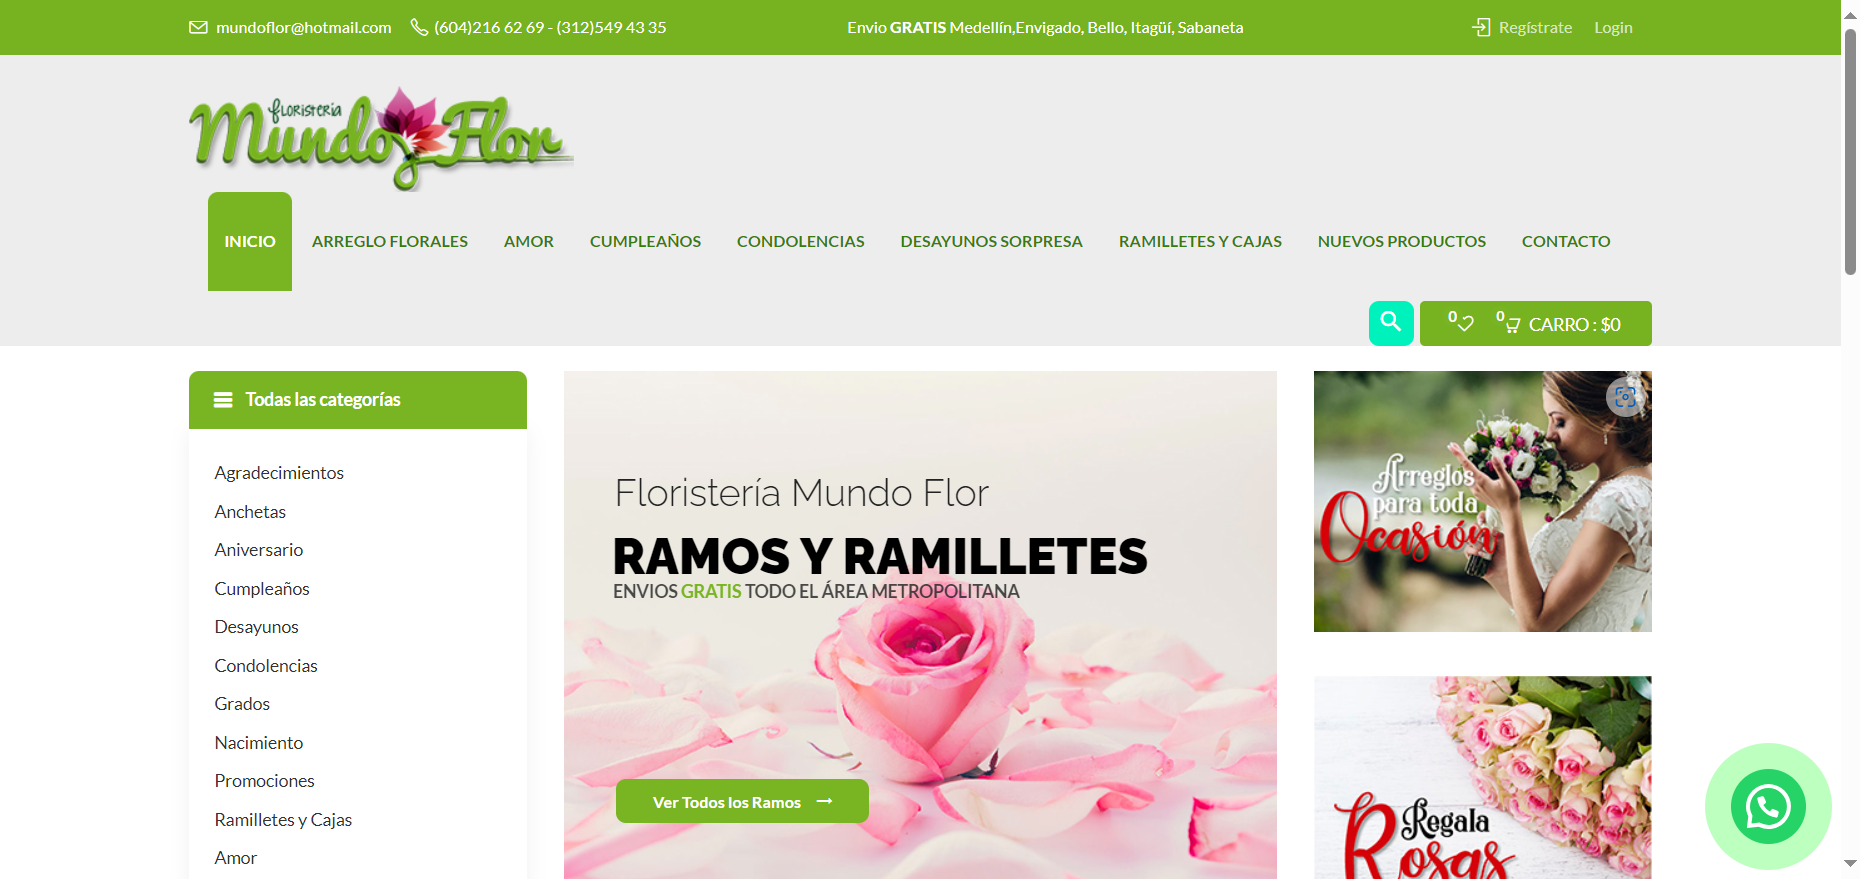 mundoflor@hotmail.com (604)216 62 69 - (312)549 43 35 Envio GRATIS Medellín,Envigado, Bello, Itagüí, Sabaneta Regístrate Login
FLORISTERIA
Mundo Flor
INICIO ARREGLO FLORALES AMOR CUMPLEAÑOS CONDOLENCIAS DESAYUNOS SORPRESA RAMILLETES Y CAJAS NUEVOS PRODUCTOS CONTACTO
0 0 CARRO : $0
Todas las categorías
Agradecimientos
Anchetas
Aniversario
Cumpleaños
Desayunos
Condolencias
Grados
Nacimiento
Promociones
Ramilletes y Cajas
Amor
Floristería Mundo Flor
RAMOS Y RAMILLETES
ENVIOS GRATIS TODO EL ÁREA METROPOLITANA
Ver Todos los Ramos
Arreglos
para toda
Ocasión
Regala
Rosas